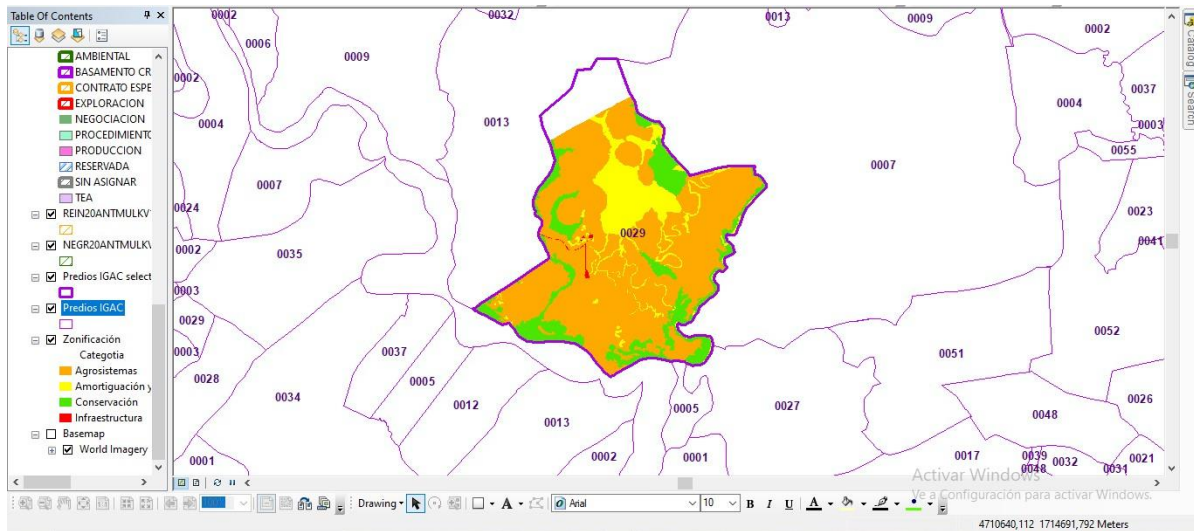 Table Of Contents
AMBIENTAL
BASAMENTO CR
CONTRATO ESPE
EXPLORACION
NEGOCIACION
PROCEDIMIENTO
PRODUCCION
RESERVADA
SIN ASIGNAR
TEA
REIN20ANTMULKV
NEGR20ANTMULKV
Predios IGAC select
Predios IGAC
Zonificación
Categotia
Agrosistemas
Amortiguación y
Conservación
Infraestructura
Basemap
World Imagery
0002
0032
0013
0009
0002
0006
0009
0002
0004
0037
0004
0013
0003
0007
0055
0007
0024
0023
0029
0002
0035
0041
0003
0029
0052
0003
0037
0051
0028
0005
0026
0034
0012
0005
0027
0048
0013
0002
0001
0017
0039
0032
0021
0001
0048
0031
Catalog
Search
Activar Windows
Ve a Configuración para activar Windows.
Drawing
A
Arial
10
B I U A
4710640,112 1714691,792 Meters